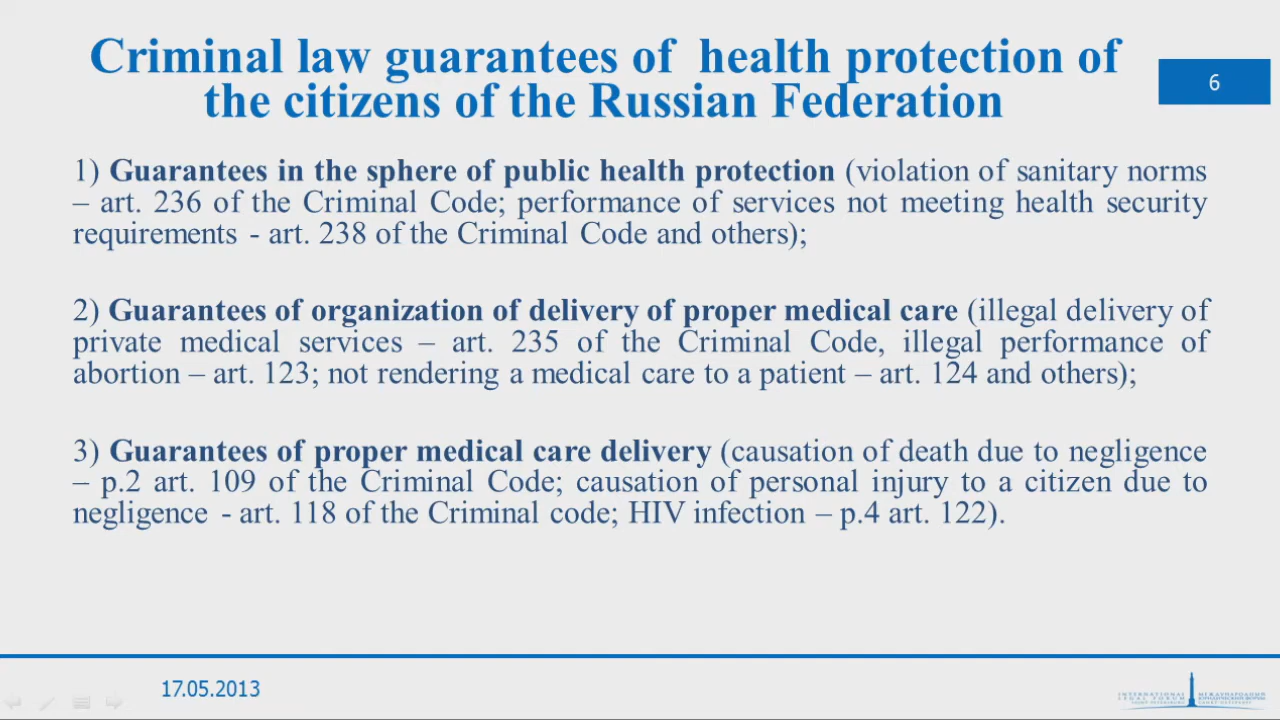 Criminal law guarantees of health protection of
the citizens of the Russian Federation
6
1) Guarantees in the sphere of public health protection (violation of sanitary norms
– art. 236 of the Criminal Code; performance of services not meeting health security
requirements - art. 238 of the Criminal Code and others);
2) Guarantees of organization of delivery of proper medical care (illegal delivery of
private medical services – art. 235 of the Criminal Code, illegal performance of
abortion – art. 123; not rendering a medical care to a patient – art. 124 and others);
3) Guarantees of proper medical care delivery (causation of death due to negligence
– p.2 art. 109 of the Criminal Code; causation of personal injury to a citizen due to
negligence - art. 118 of the Criminal code; HIV infection – p.4 art. 122).
17.05.2013
INTERNATIONAL МЕЖДУНАРОДНЫЙ
LEGAL FORUM ЮРИДИЧЕСКИЙ ФОРУМ